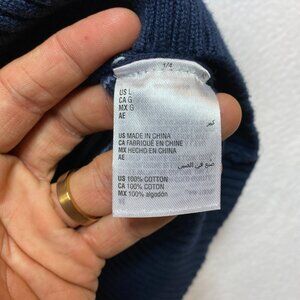 1/4
US L
CA G
MX G
AE كبير
US MADE IN CHINA
CA FABRIQUÉ EN CHINE
MX HECHO EN CHINA
AE صنع في الصين
US 100% COTTON
CA 100% COTON
MX 100% algodón